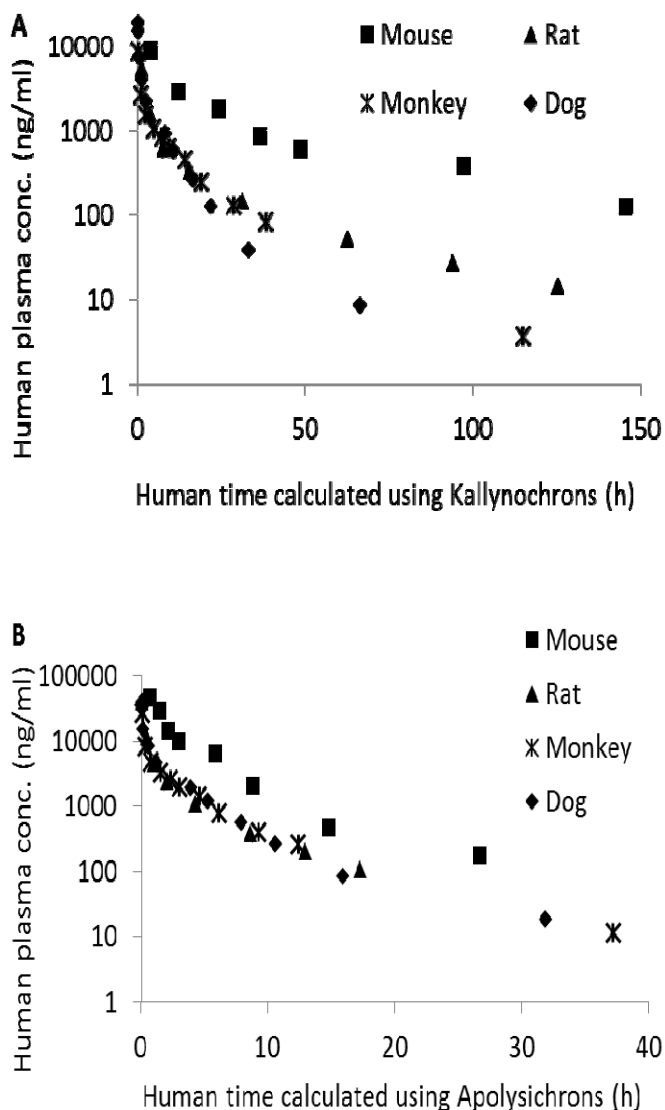 A
Human plasma conc. (ng/ml)
10000
1000
100
10
1
Mouse
Rat
Monkey
Dog
0
50
100
150
Human time calculated using Kallynochrons (h)
B
Human plasma conc. (ng/ml)
100000
10000
1000
100
10
1
Mouse
Rat
Monkey
Dog
0
10
20
30
40
Human time calculated using Apolysichrons (h)